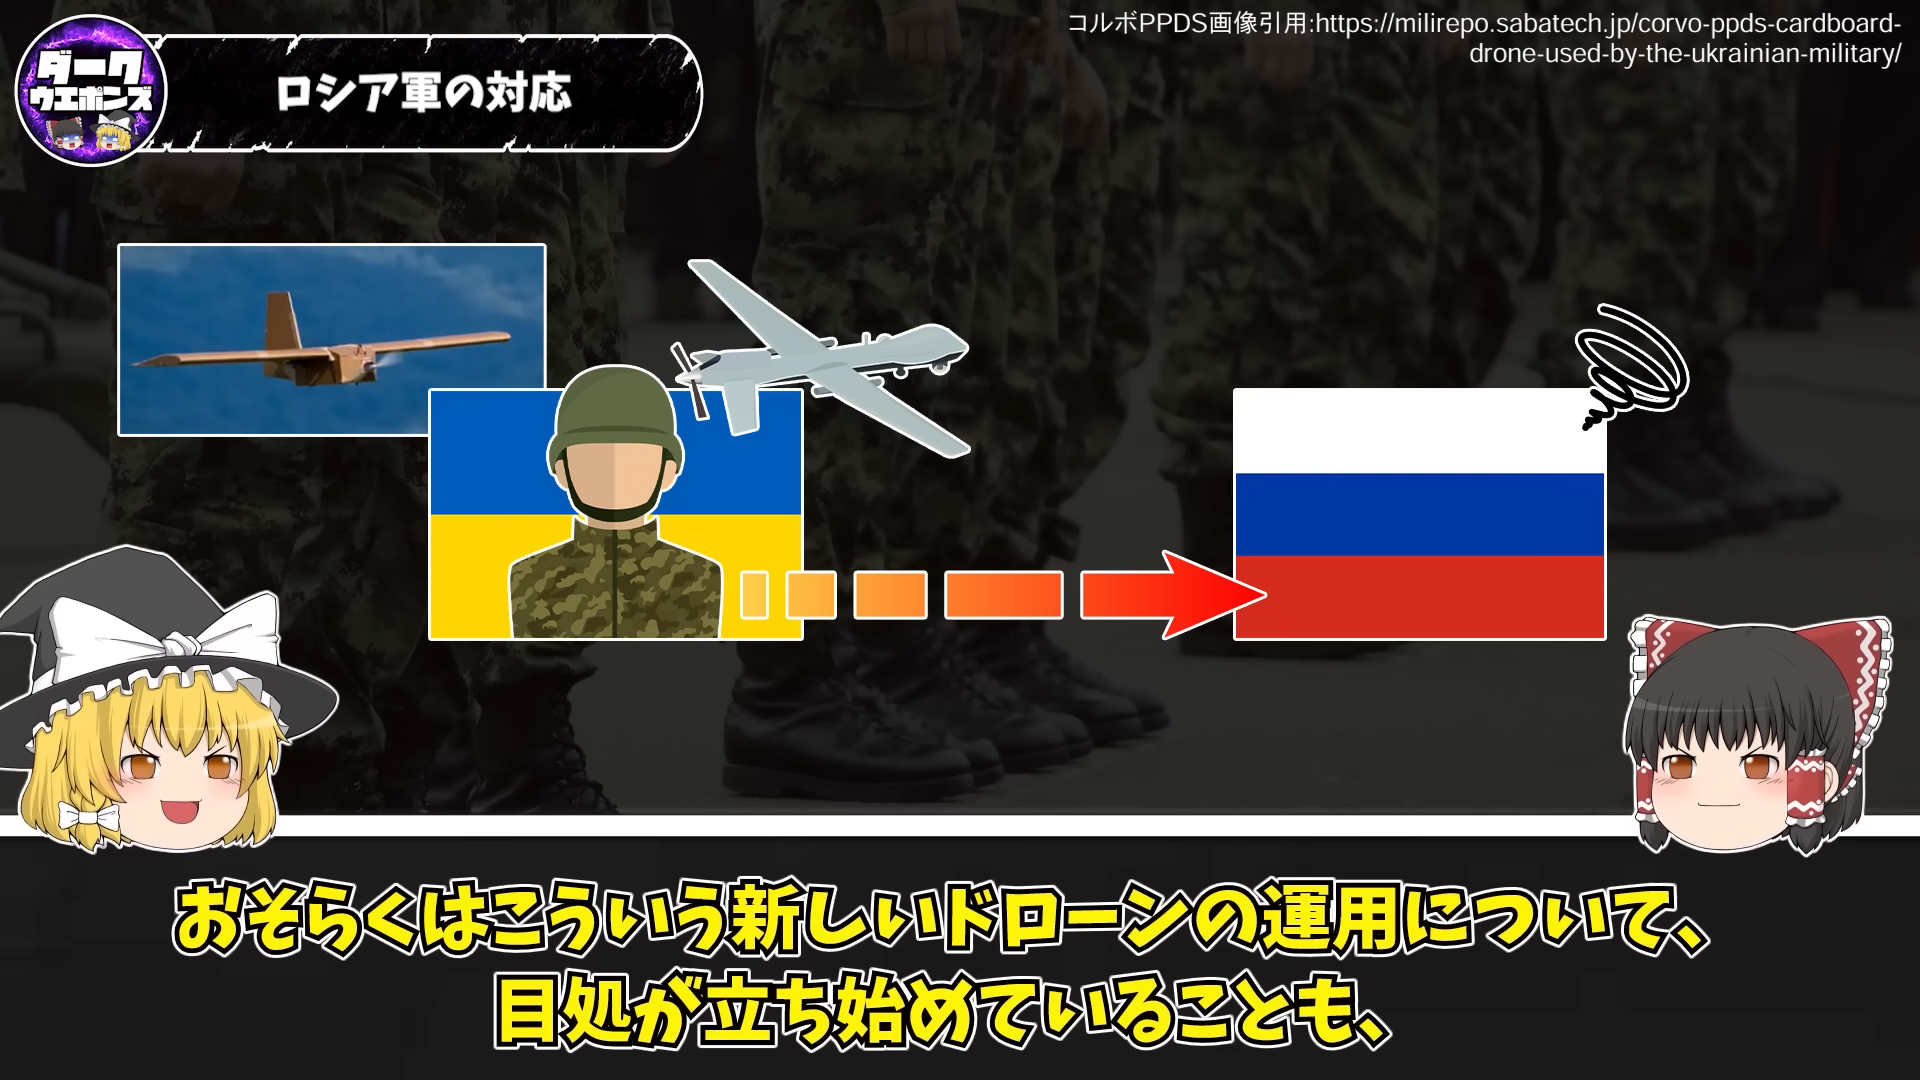 コルボPPDS画像引用:https://milirepo.sabatech.jp/corvo-ppds-cardboard-
drone-used-by-the-ukrainian-military/
ダーク
ウエポンズ
ロシア軍の対応
おそらくはこういう新しいドローンの運用について、
目処が立ち始めていることも、